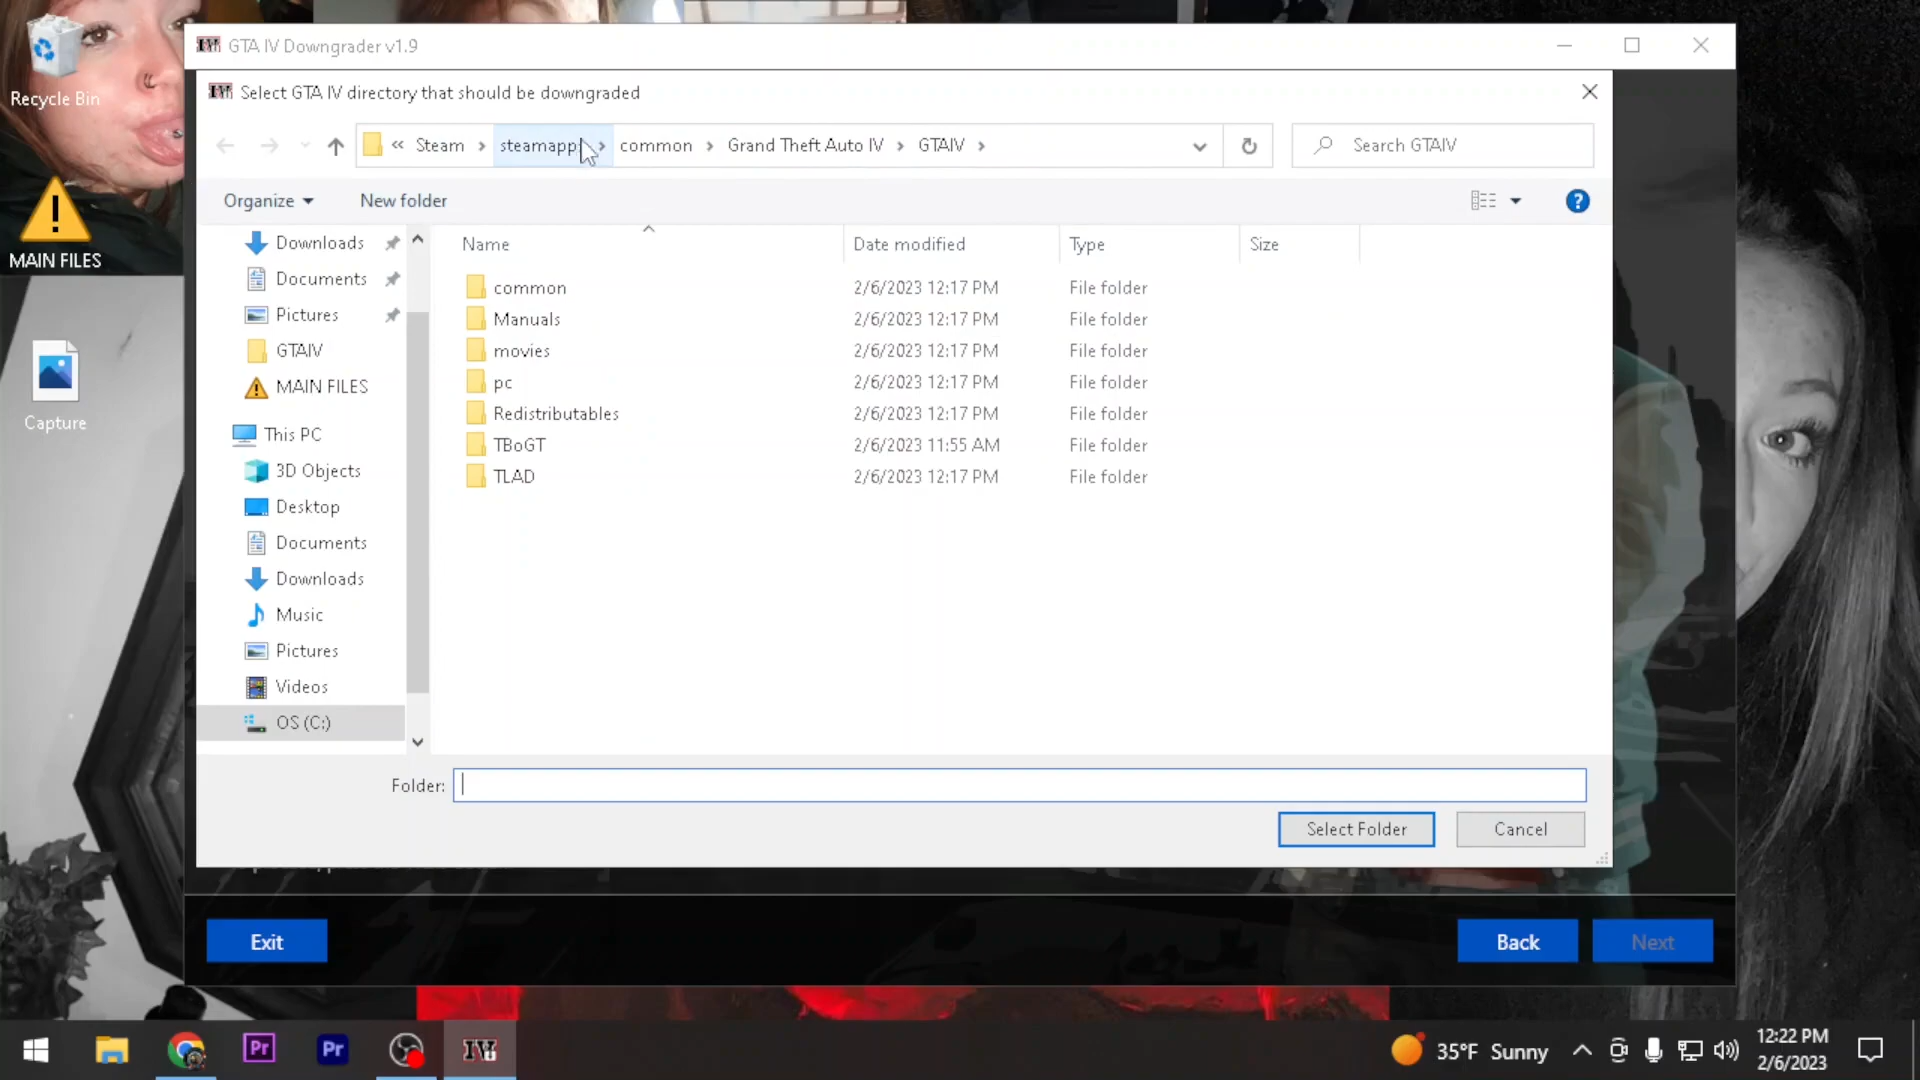 GTA IV Downgrader v1.9
Select GTA IV directory that should be downgraded
Recycle Bin
MAIN FILES
Capture
« Steam › steamapp › common › Grand Theft Auto IV › GTAIV ›
Search GTAIV
Organize
New folder
Downloads
Documents
Pictures
GTAIV
MAIN FILES
This PC
3D Objects
Desktop
Documents
Downloads
Music
Pictures
Videos
OS (C:)
Name Date modified Type Size
common 2/6/2023 12:17 PM File folder
Manuals 2/6/2023 12:17 PM File folder
movies 2/6/2023 12:17 PM File folder
pc 2/6/2023 12:17 PM File folder
Redistributables 2/6/2023 12:17 PM File folder
TBoGT 2/6/2023 11:55 AM File folder
TLAD 2/6/2023 12:17 PM File folder
Folder:
Select Folder
Cancel
Exit
Back
Next
Pr
Pr
IV
35°F Sunny
12:22 PM
2/6/2023